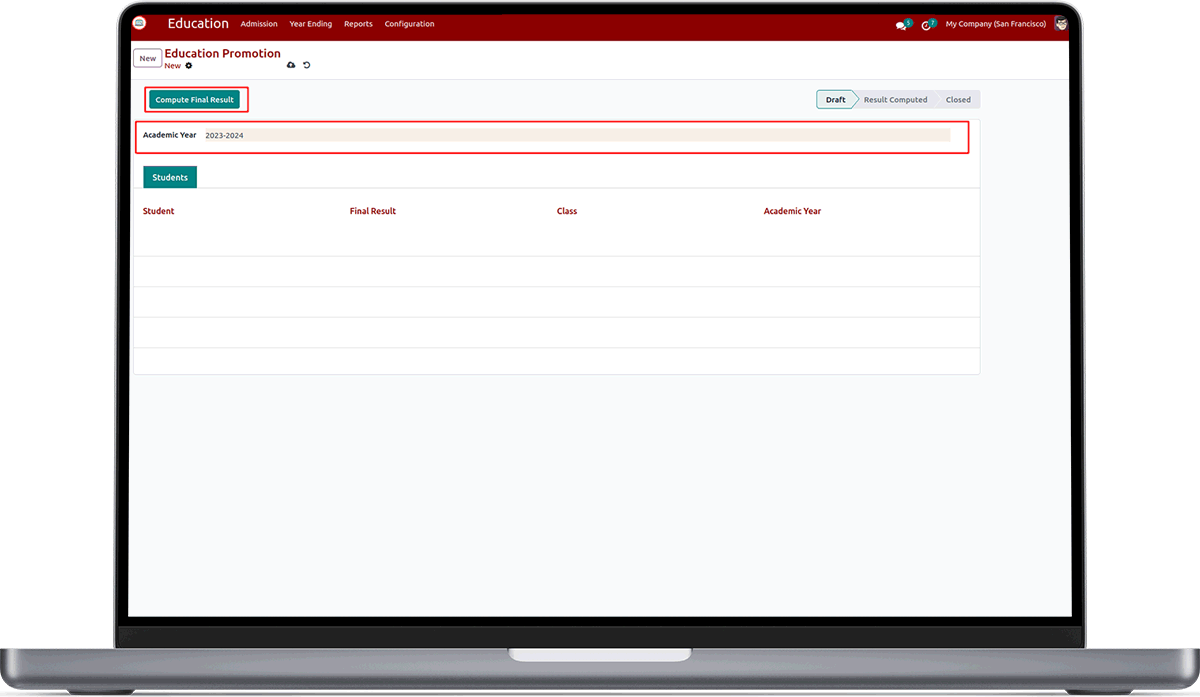 Education Admission Year Ending Reports Configuration 5 7 My Company (San Francisco)
New Education Promotion
New
Compute Final Result Draft Result Computed Closed
Academic Year 2023-2024
Students
Student Final Result Class Academic Year